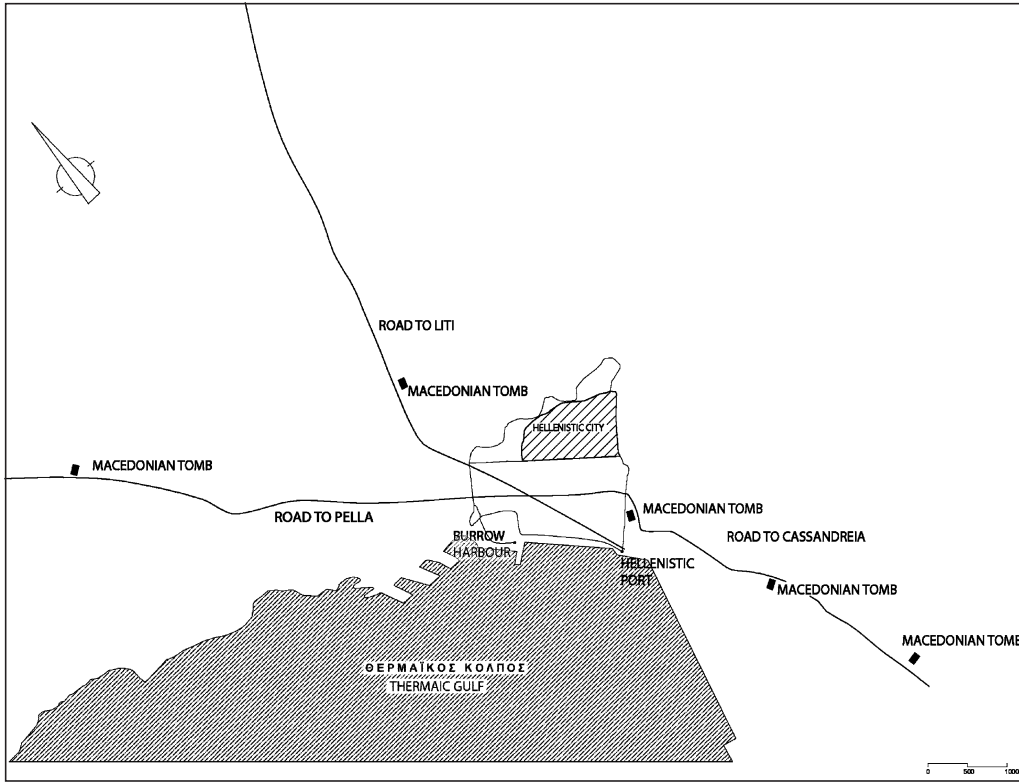 ROAD TO LITI
MACEDONIAN TOMB
HELLENISTIC CITY
MACEDONIAN TOMB
MACEDONIAN TOMB
ROAD TO PELLA
ROAD TO CASSANDREIA
BURROW
HARBOUR
HELLENISTIC
PORT
MACEDONIAN TOMB
MACEDONIAN TOMB
ΘΕΡΜΑΪΚΟΣ ΚΟΛΠΟΣ
THERMAIC GULF
0 500 1000